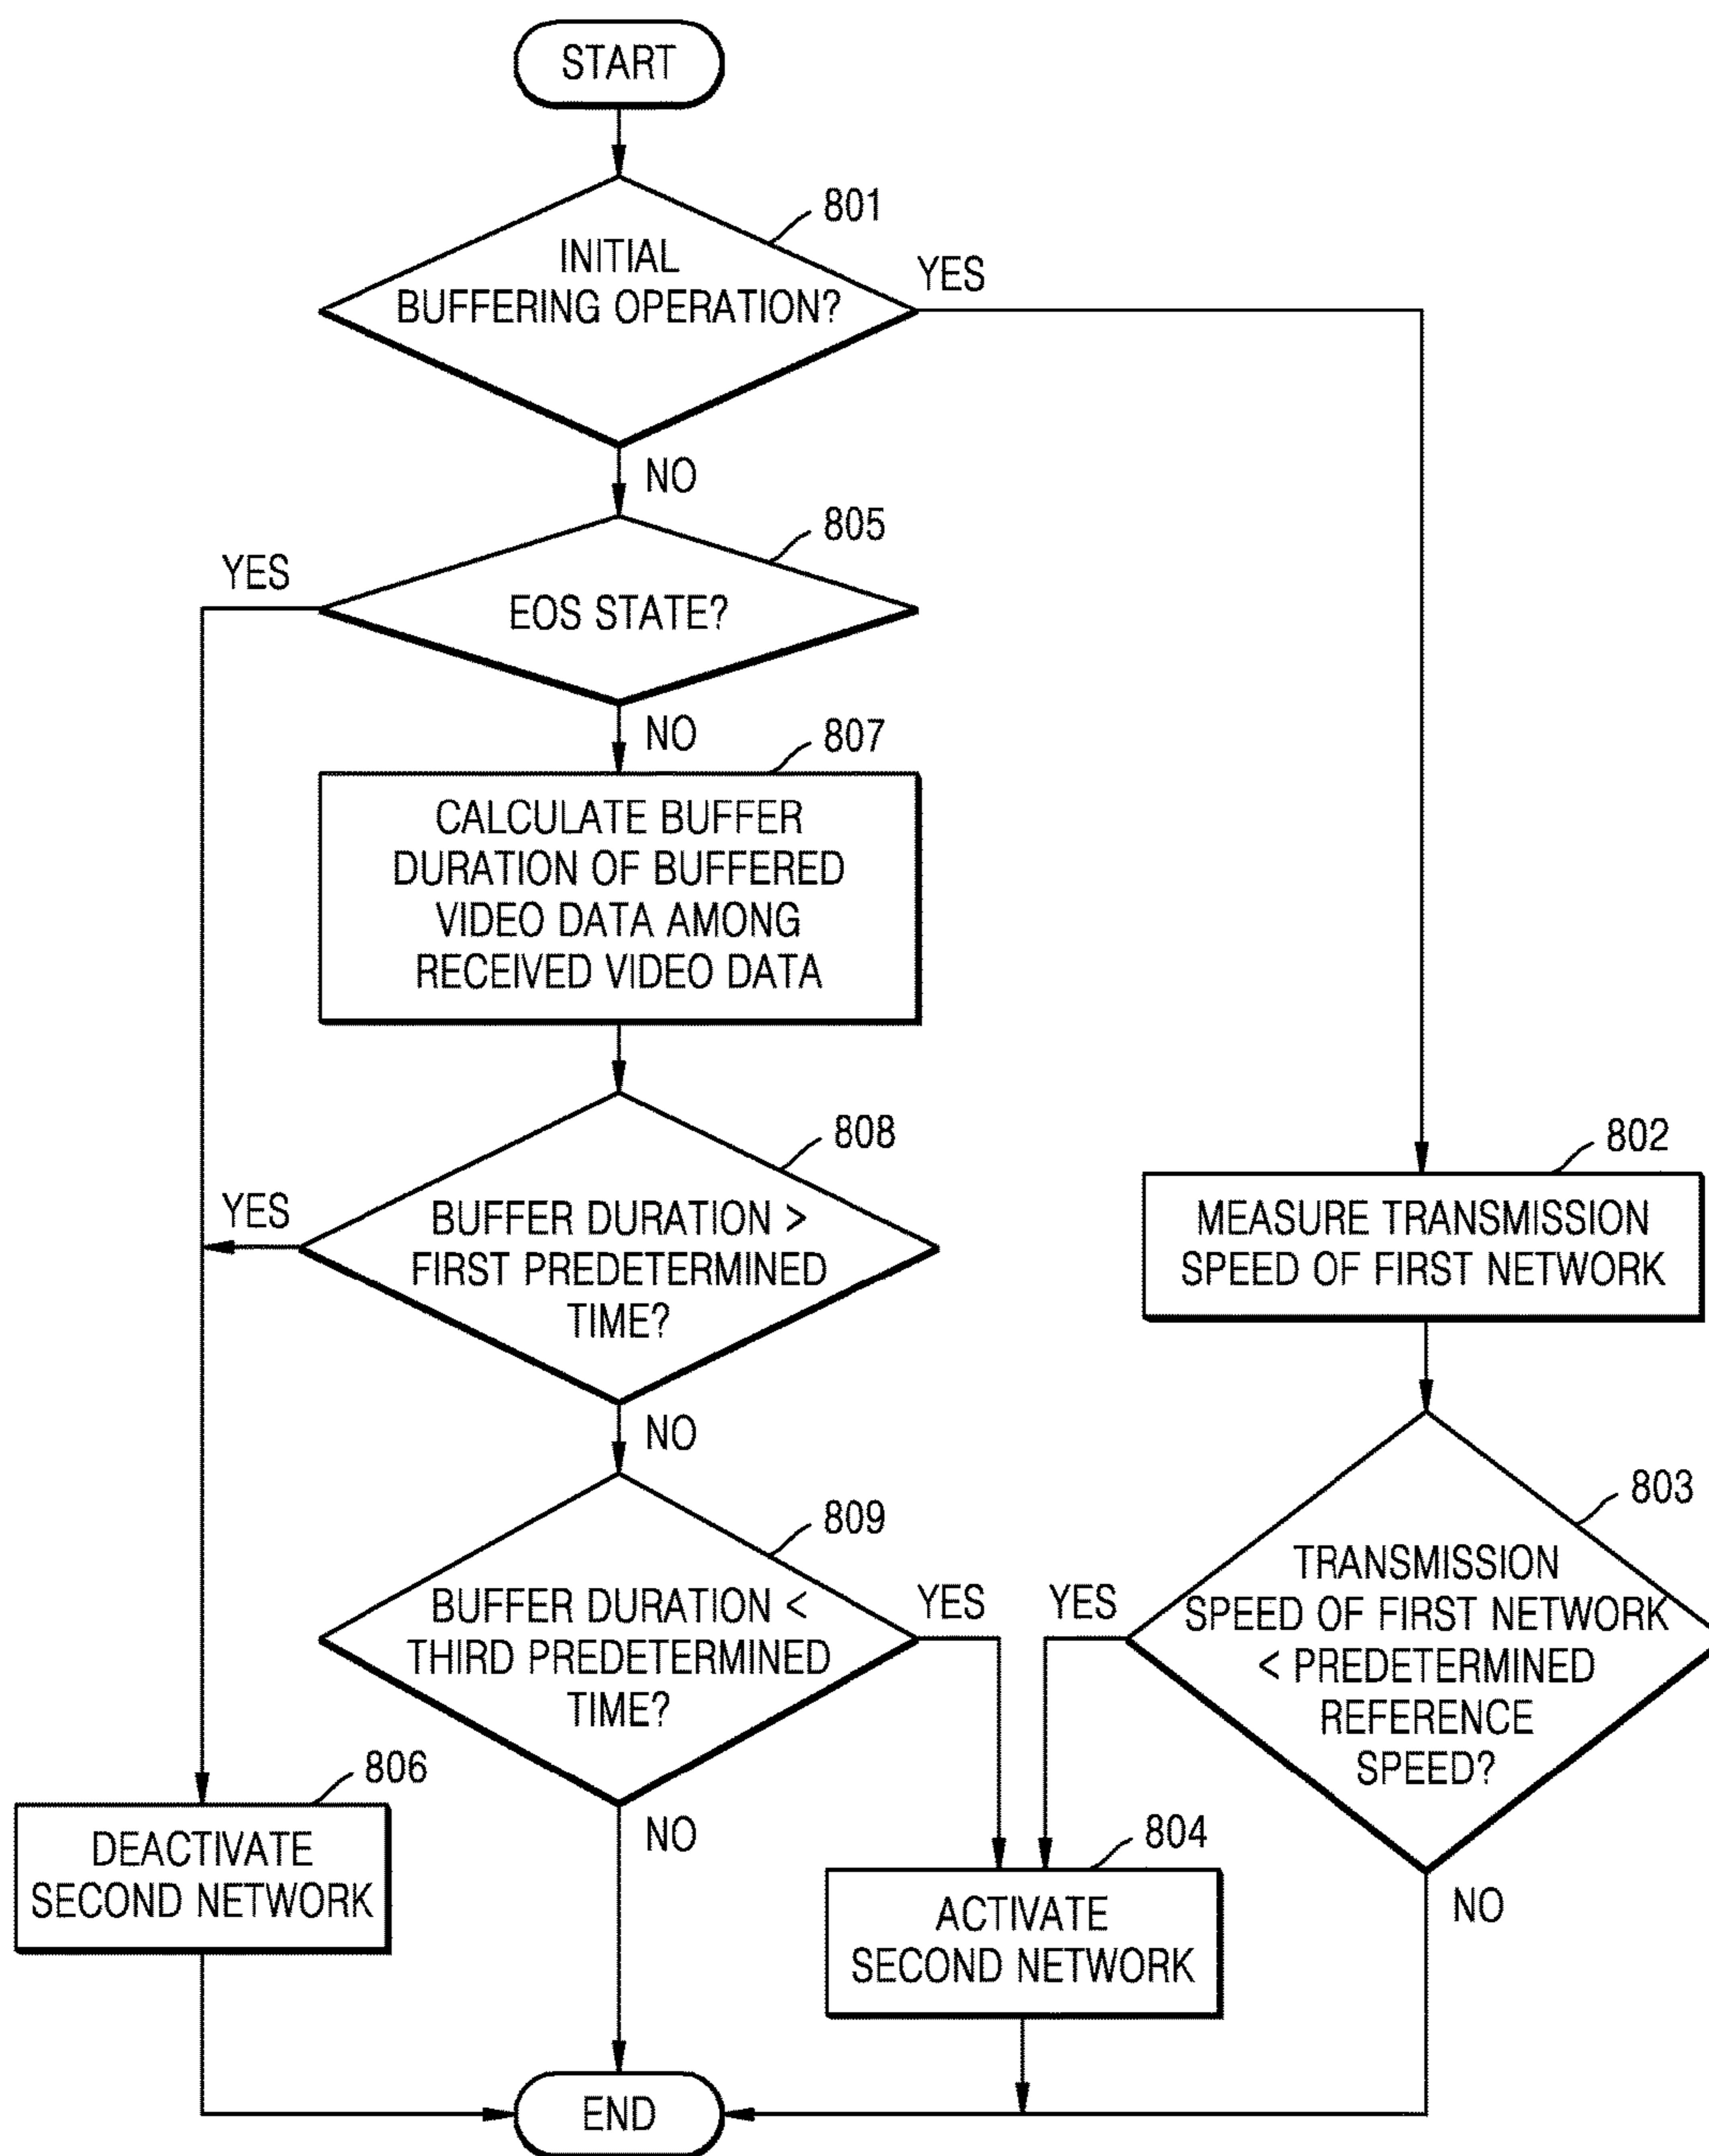 START
801
INITIAL
BUFFERING OPERATION?
YES
NO
805
YES
EOS STATE?
NO
807
CALCULATE BUFFER
DURATION OF BUFFERED
VIDEO DATA AMONG
RECEIVED VIDEO DATA
808
YES
BUFFER DURATION >
FIRST PREDETERMINED
TIME?
NO
802
MEASURE TRANSMISSION
SPEED OF FIRST NETWORK
809
BUFFER DURATION <
THIRD PREDETERMINED
TIME?
YES
NO
803
YES
TRANSMISSION
SPEED OF FIRST NETWORK
< PREDETERMINED
REFERENCE
SPEED?
NO
806
DEACTIVATE
SECOND NETWORK
804
ACTIVATE
SECOND NETWORK
END